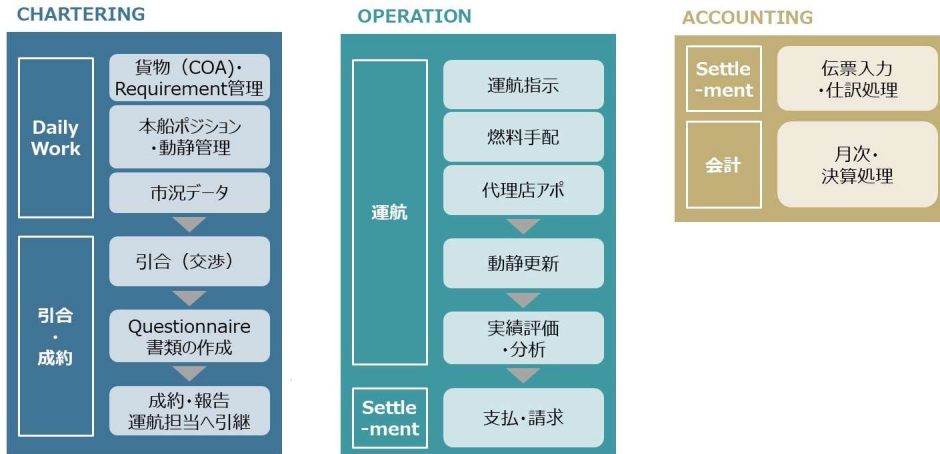 CHARTERING
Daily
Work
貨物（COA)・
Requirement管理
本船ポジション
・動静管理
市況データ
引合
・
成約
引合（交渉）
Questionnaire
書類の作成
成約・報告
運航担当へ引継
OPERATION
運航
運航指示
燃料手配
代理店アポ
動静更新
実績評価
・分析
Settle
-ment
支払・請求
ACCOUNTING
Settle
-ment
伝票入力
・仕訳処理
会計
月次・
決算処理